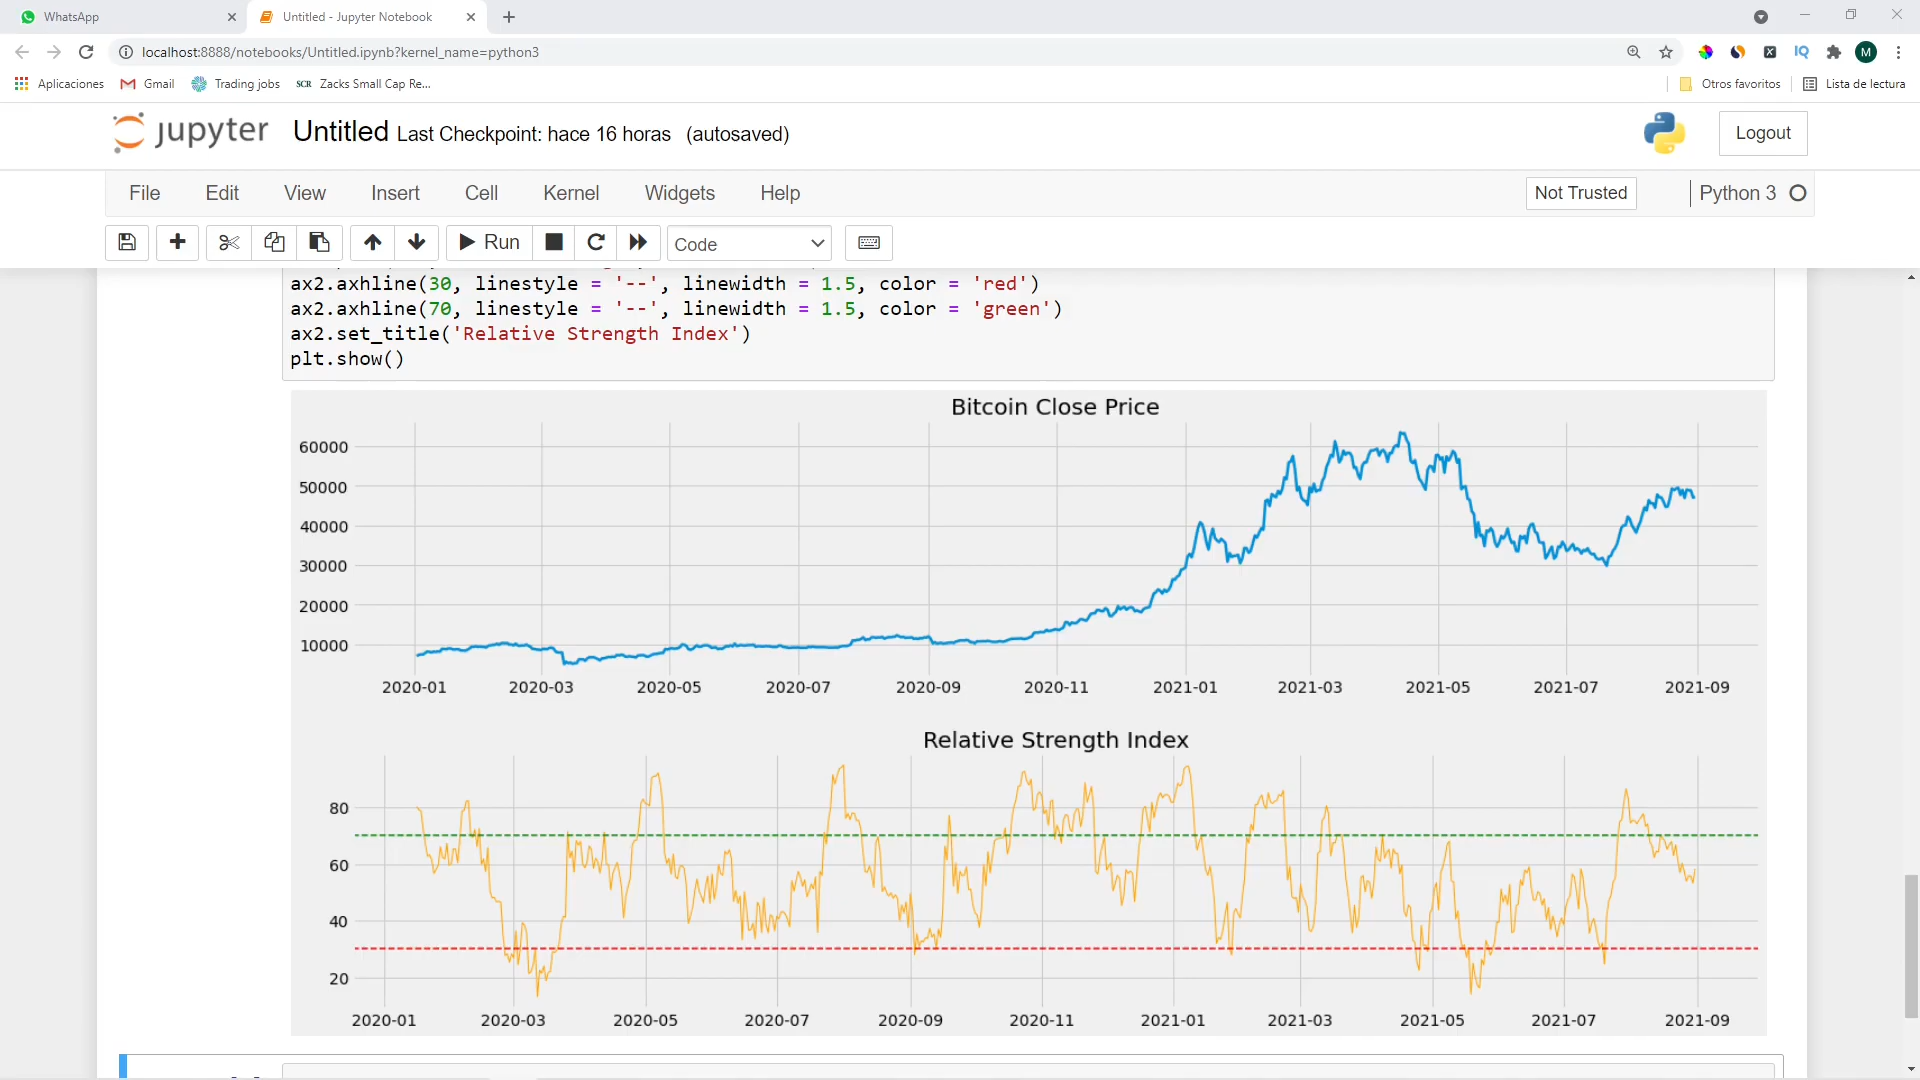 WhatsApp
Untitled - Jupyter Notebook
localhost:8888/notebooks/Untitled.ipynb?kernel_name=python3
IQ
M
Aplicaciones
Gmail
Trading jobs
SCR Zacks Small Cap Re...
Otros favoritos
Lista de lectura
jupyter Untitled Last Checkpoint: hace 16 horas (autosaved)
Logout
File Edit View Insert Cell Kernel Widgets Help
Not Trusted
Python 3
Run
Code
ax2.axhline(30, linestyle = '--', linewidth = 1.5, color = 'red')
ax2.axhline(70, linestyle = '--', linewidth = 1.5, color = 'green')
ax2.set_title('Relative Strength Index')
plt.show()
Bitcoin Close Price
60000
50000
40000
30000
20000
10000
2020-01 2020-03 2020-05 2020-07 2020-09 2020-11 2021-01 2021-03 2021-05 2021-07 2021-09
Relative Strength Index
80
60
40
20
2020-01 2020-03 2020-05 2020-07 2020-09 2020-11 2021-01 2021-03 2021-05 2021-07 2021-09